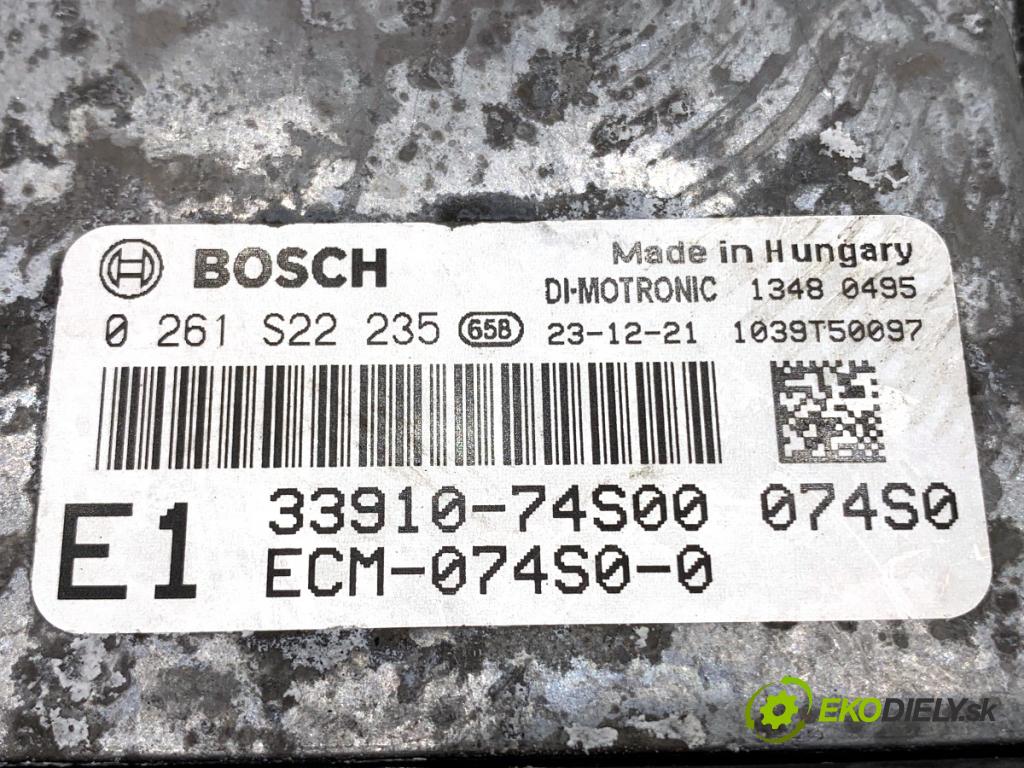 BOSCH Made in Hungary
DI-MOTRONIC 1348 0495
0 261 S22 235 65B 23-12-21 1039T50097
E1 33910-74S00 074S0
ECM-074S0-0
EKODIELY.sk